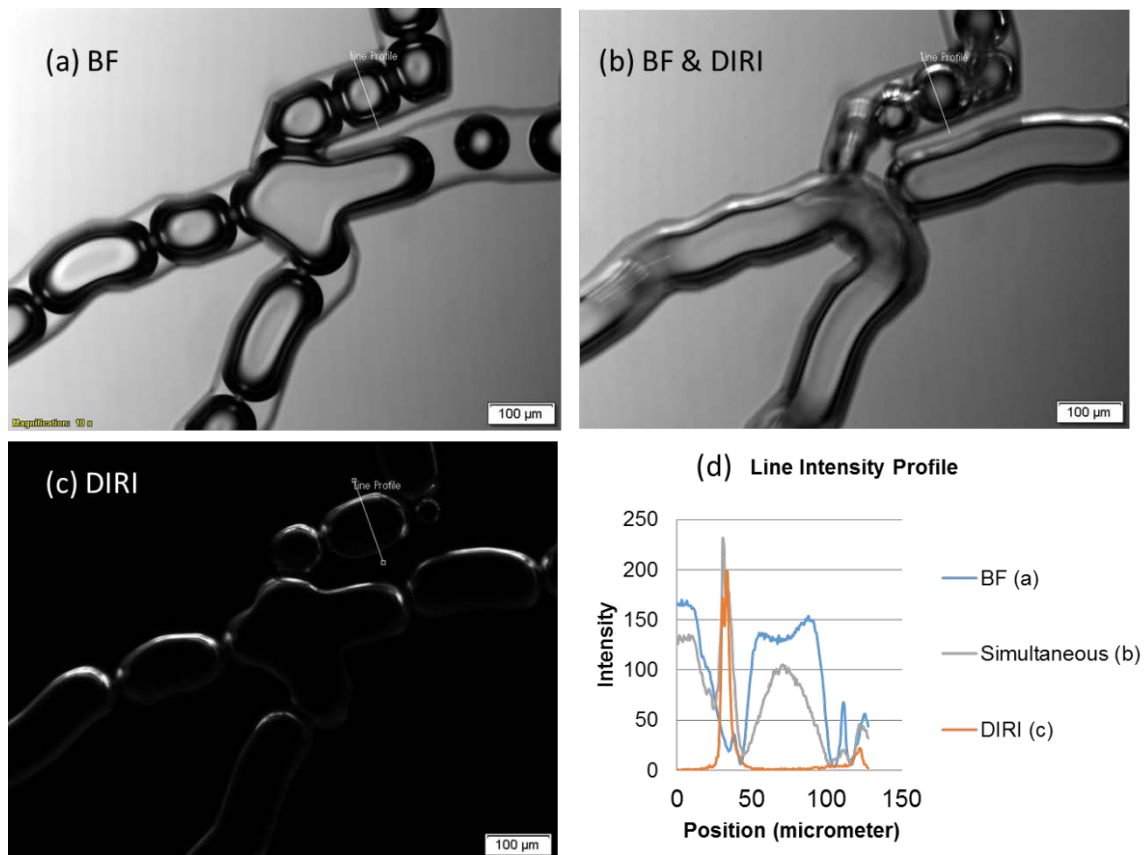 (a) BF
Line Profile
Magnification: 10 x
100 µm
(b) BF & DIRI
Line Profile
100 µm
(c) DIRI
Line Profile
100 µm
(d) Line Intensity Profile
250
200
150
100
50
0
Intensity
0 50 100 150
Position (micrometer)
BF (a)
Simultaneous (b)
DIRI (c)